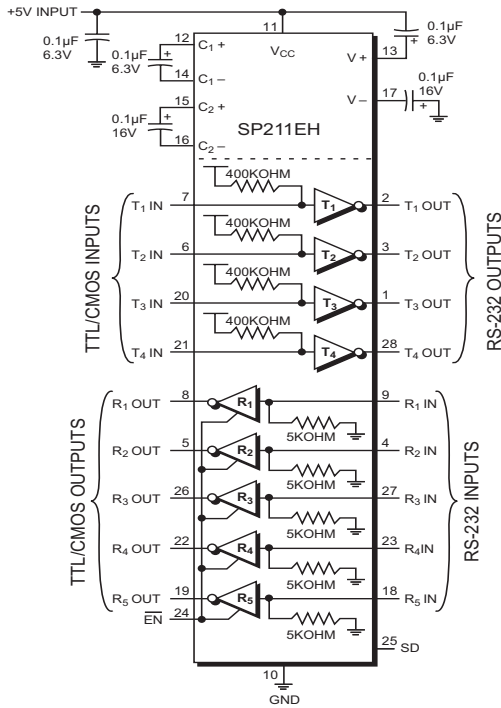 +5V INPUT
0.1µF
6.3V
12
C1 +
0.1µF
6.3V
14
C1 –
15
C2 +
0.1µF
16V
16
C2 –
11
VCC
V +
13
0.1µF
6.3V
V –
17
0.1µF
16V
SP211EH
TTL/CMOS INPUTS
T1 IN
7
400KOHM
T1
2
T1 OUT
T2 IN
6
400KOHM
T2
3
T2 OUT
T3 IN
20
400KOHM
T3
1
T3 OUT
T4 IN
21
400KOHM
T4
28
T4 OUT
RS-232 OUTPUTS
TTL/CMOS OUTPUTS
R1 OUT
8
R1
9
R1 IN
5KOHM
R2 OUT
5
R2
4
R2 IN
5KOHM
R3 OUT
26
R3
27
R3 IN
5KOHM
R4 OUT
22
R4
23
R4IN
5KOHM
R5 OUT
19
R5
18
R5 IN
5KOHM
RS-232 INPUTS
EN
24
25
SD
10
GND